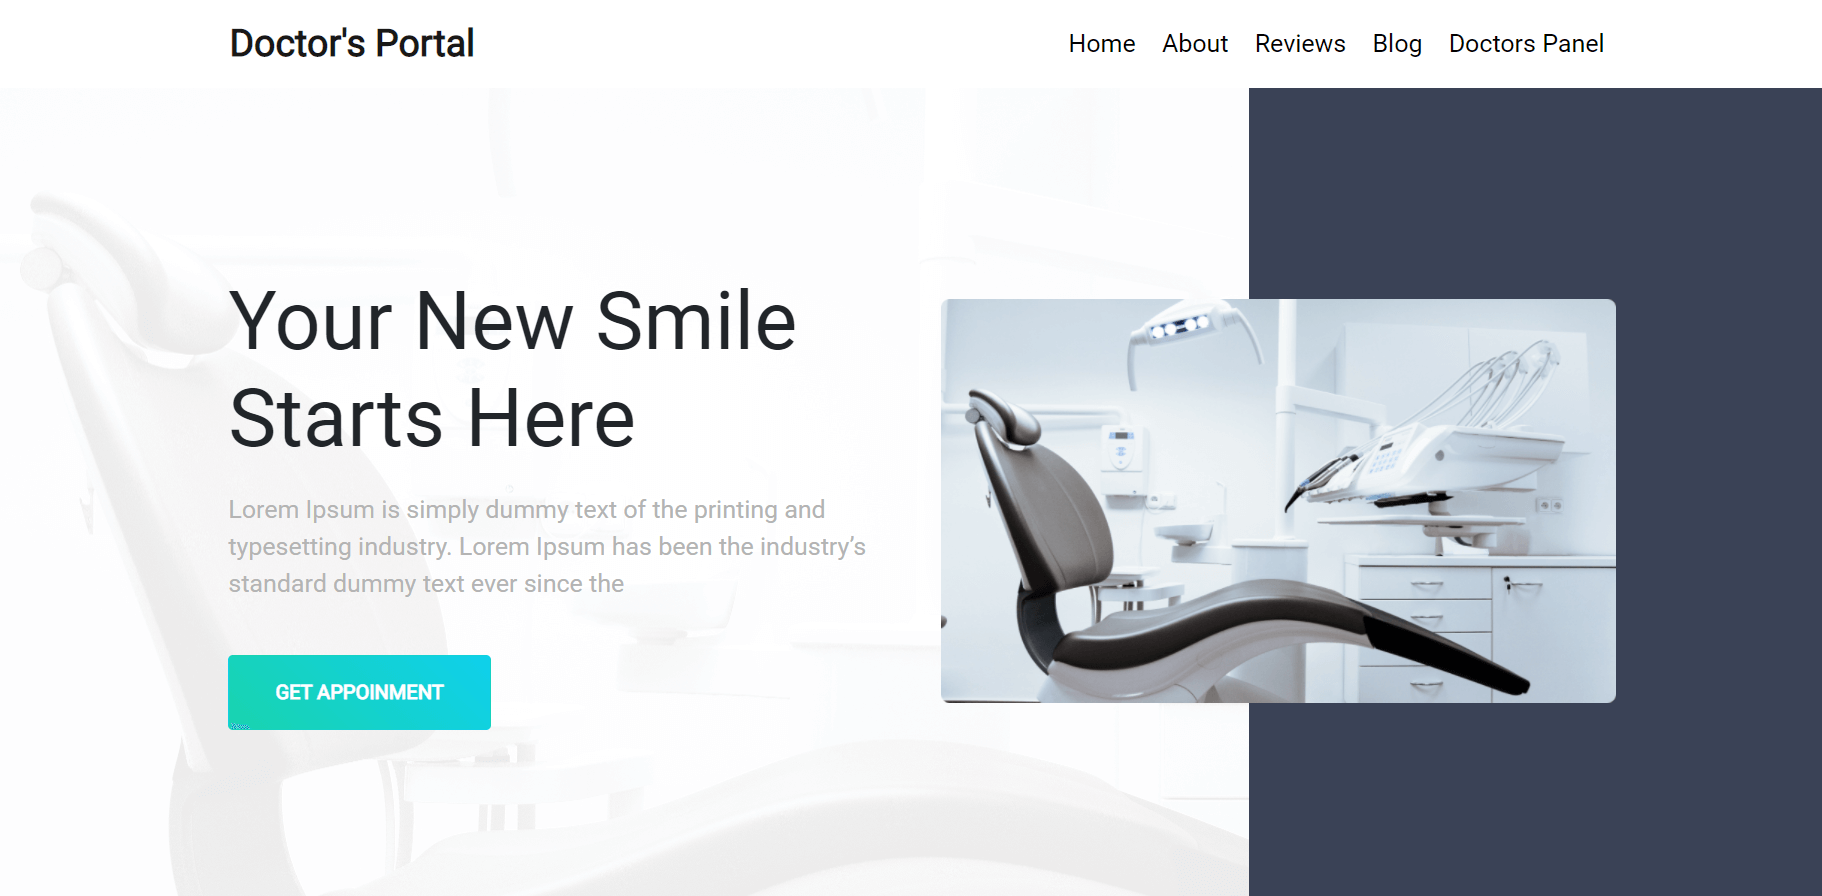 Doctor's Portal
Home About Reviews Blog Doctors Panel
Your New Smile
Starts Here
Lorem Ipsum is simply dummy text of the printing and
typesetting industry. Lorem Ipsum has been the industry’s
standard dummy text ever since the
GET APPOINMENT